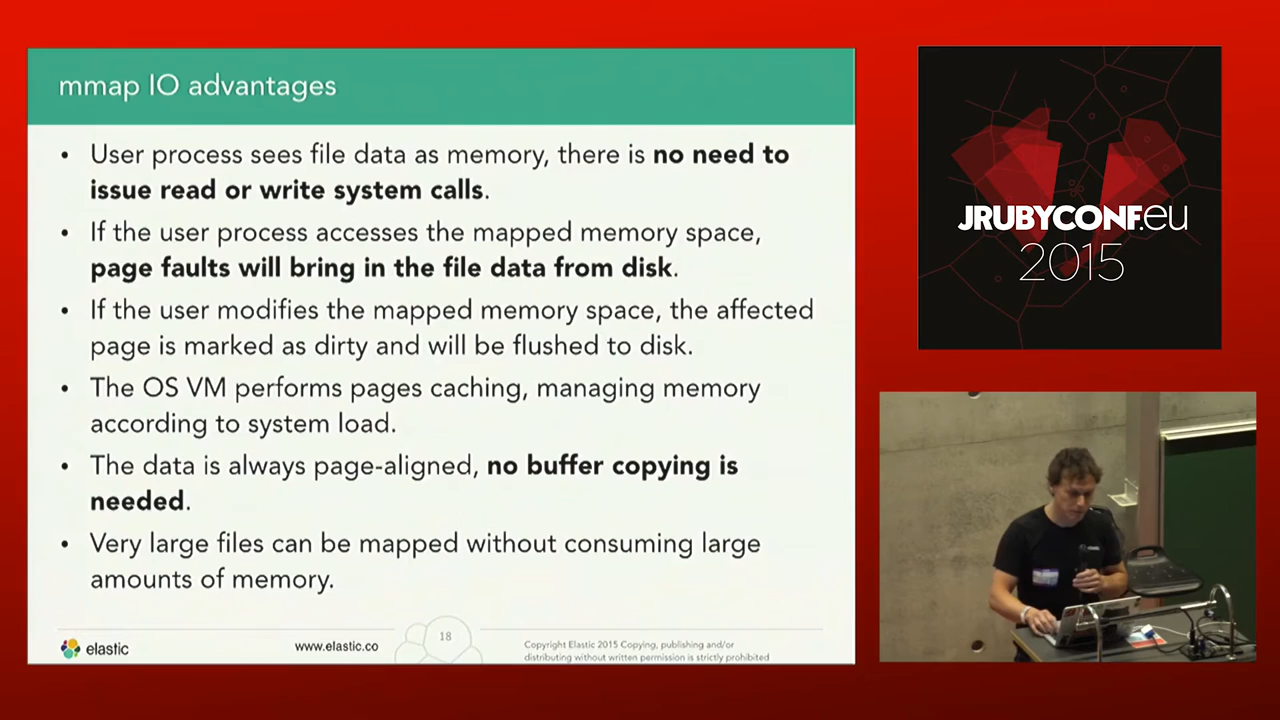 mmap IO advantages
• User process sees file data as memory, there is no need to
issue read or write system calls.
• If the user process accesses the mapped memory space,
page faults will bring in the file data from disk.
• If the user modifies the mapped memory space, the affected
page is marked as dirty and will be flushed to disk.
• The OS VM performs pages caching, managing memory
according to system load.
• The data is always page-aligned, no buffer copying is
needed.
• Very large files can be mapped without consuming large
amounts of memory.
elastic
www.elastic.co
18
Copyright Elastic 2015 Copying, publishing and/or
distributing without written permission is strictly prohibited
JRUBYCONF.eu
2015